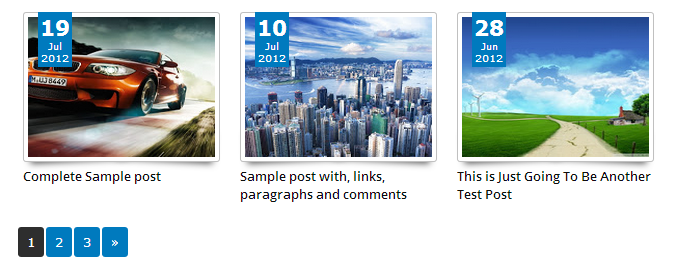 19
Jul
2012
10
Jul
2012
28
Jun
2012
M·UJ8449
Complete Sample post
Sample post with, links,
paragraphs and comments
This is Just Going To Be Another
Test Post
1 2 3 »